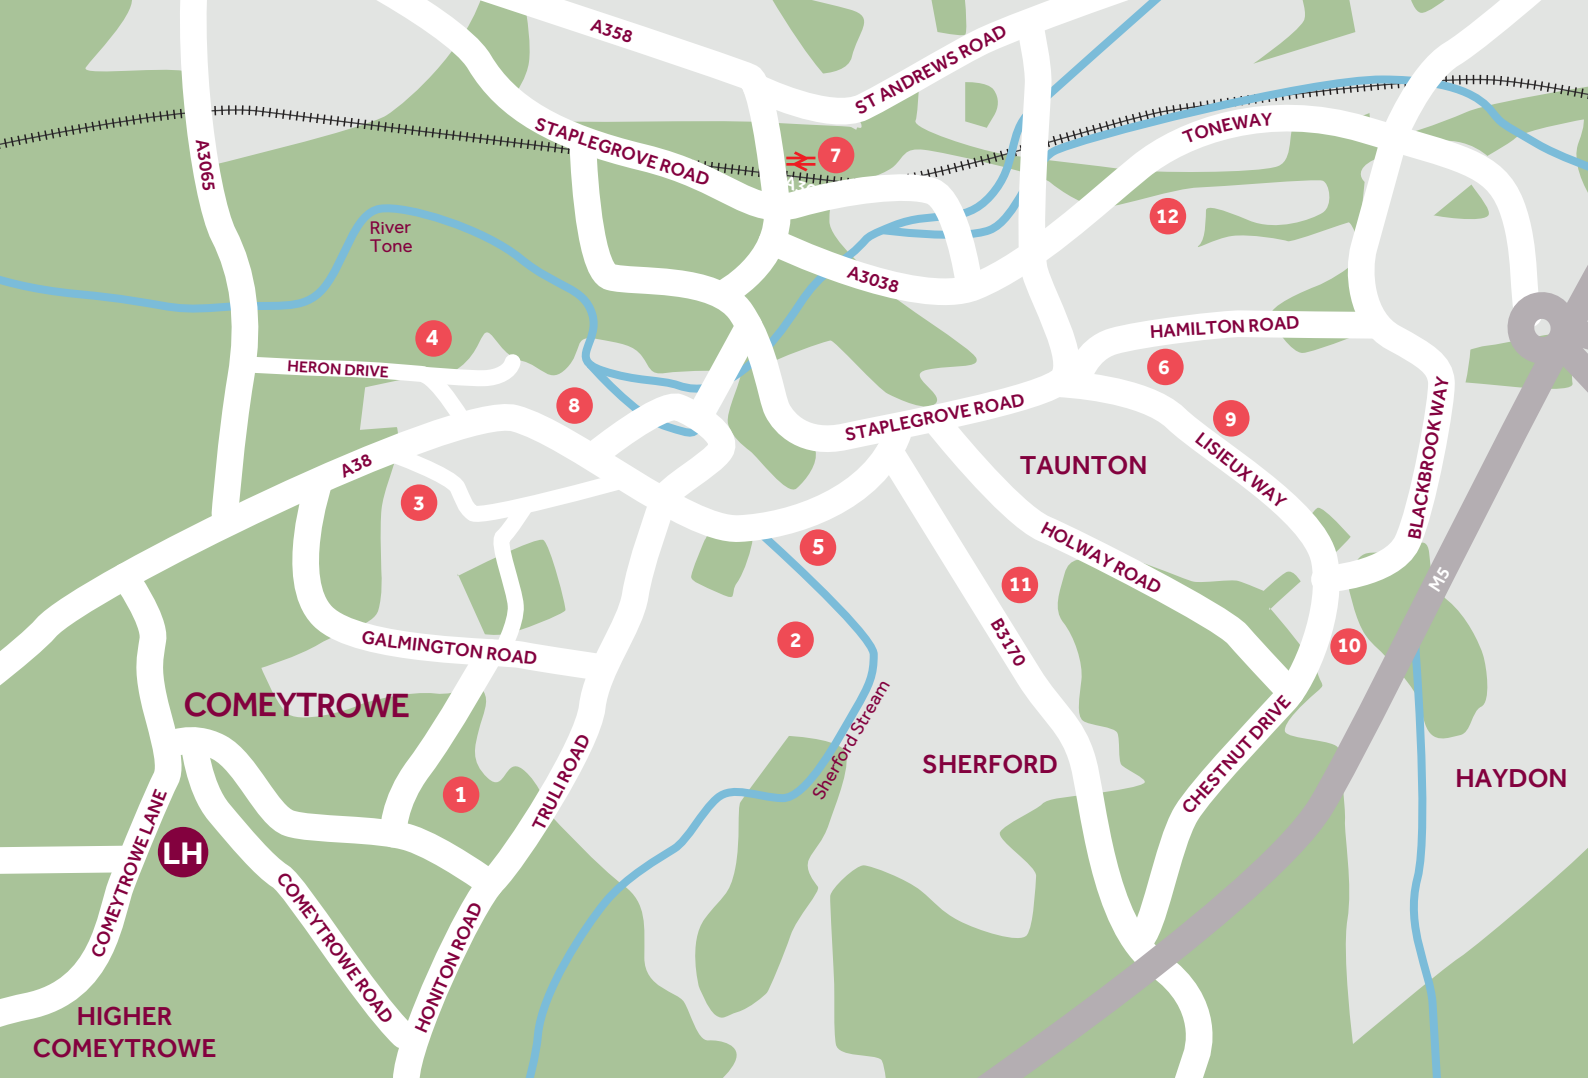 A358
ST ANDREWS ROAD
STAPLEGROVE ROAD
7
TONEWAY
A3065
12
River
Tone
A3038
4
HERON DRIVE
HAMILTON ROAD
6
8
STAPLEGROVE ROAD
9
BLACKBROOK WAY
TAUNTON
LISIEUX WAY
A38
3
5
HOLWAY ROAD
11
M5
2
B3170
10
GALMINGTON ROAD
COMEYTROWE
Sherford Stream
SHERFORD
CHESTNUT DRIVE
HAYDON
1
TRULL ROAD
COMEYTROWE LANE
LH
COMEYTROWE ROAD
HONITON ROAD
HIGHER
COMEYTROWE